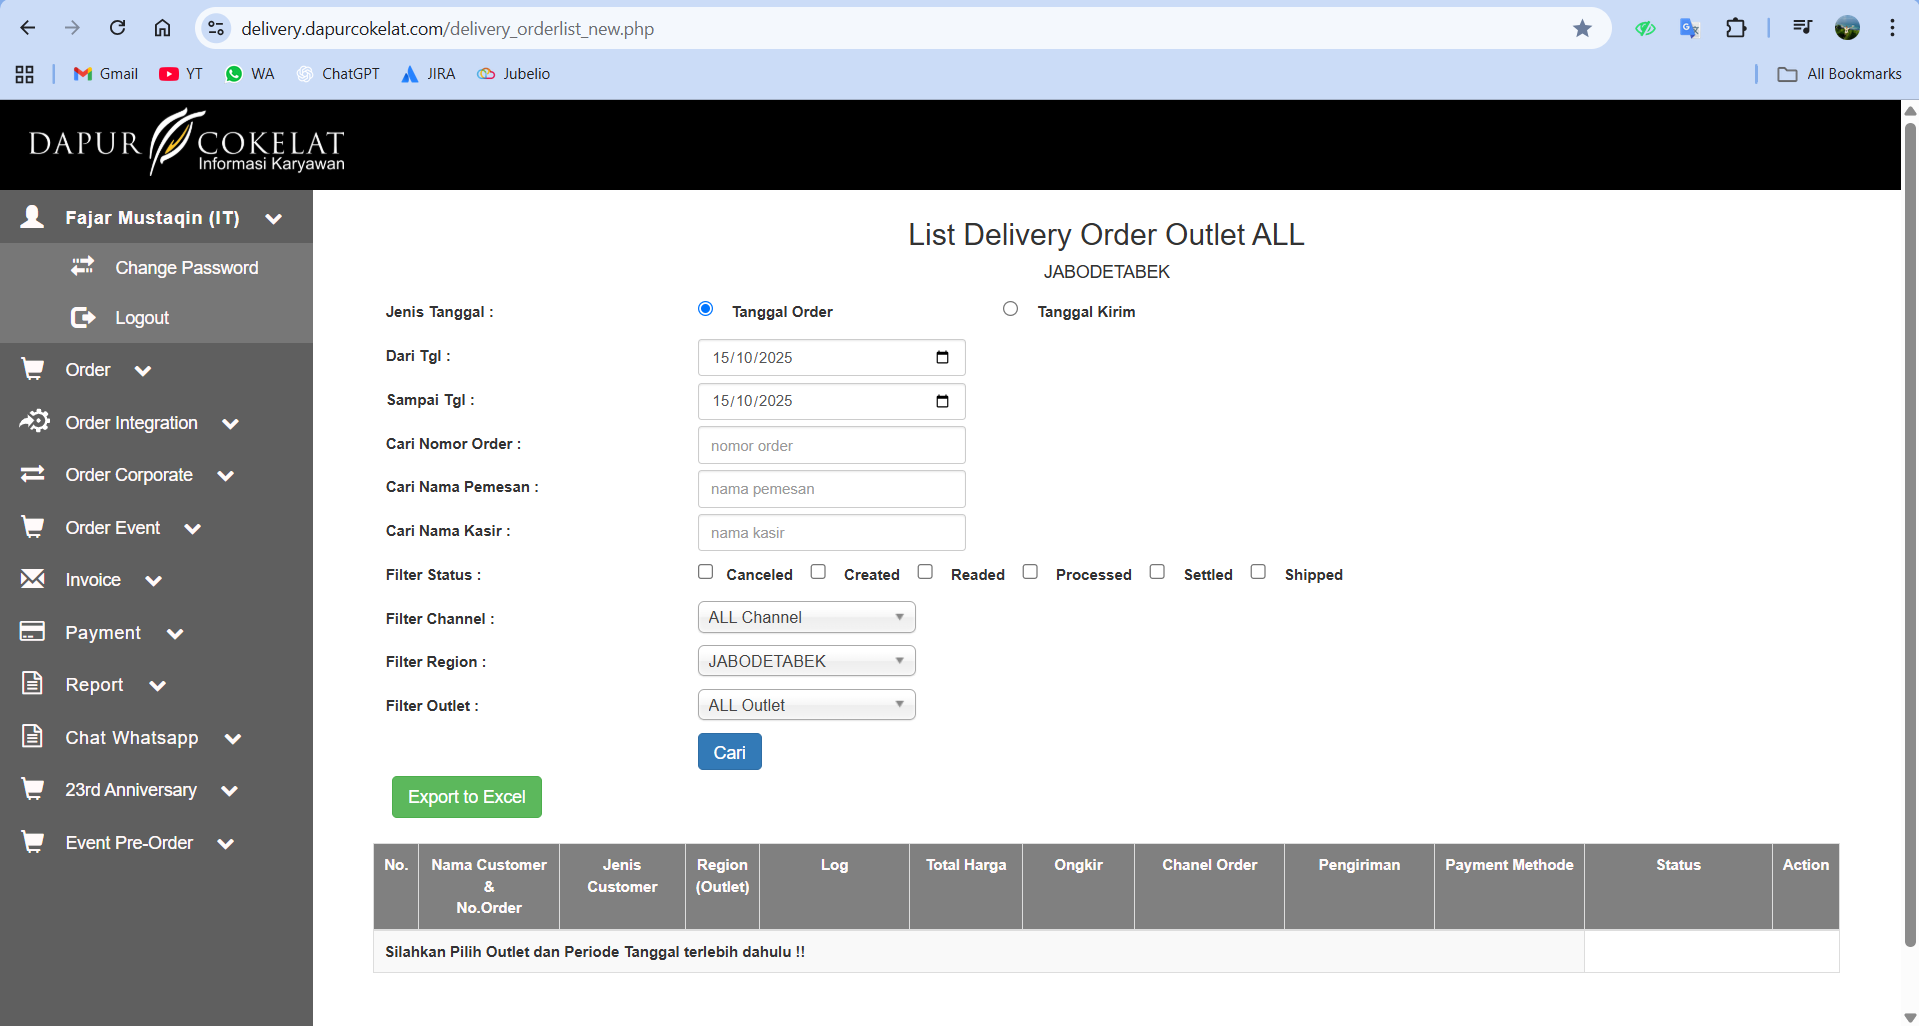 delivery.dapurcokelat.com/delivery_orderlist_new.php
Gmail YT WA ChatGPT JIRA Jubelio All Bookmarks
DAPUR COKELAT
Informasi Karyawan
Fajar Mustaqin (IT)
Change Password
Logout
Order
Order Integration
Order Corporate
Order Event
Invoice
Payment
Report
Chat Whatsapp
23rd Anniversary
Event Pre-Order
List Delivery Order Outlet ALL
JABODETABEK
Jenis Tanggal : Tanggal Order Tanggal Kirim
Dari Tgl : 15/10/2025
Sampai Tgl : 15/10/2025
Cari Nomor Order : nomor order
Cari Nama Pemesan : nama pemesan
Cari Nama Kasir : nama kasir
Filter Status : Canceled Created Readed Processed Settled Shipped
Filter Channel : ALL Channel
Filter Region : JABODETABEK
Filter Outlet : ALL Outlet
Cari
Export to Excel
No. Nama Customer Jenis Region Log Total Harga Ongkir Chanel Order Pengiriman Payment Methode Status Action
& Customer (Outlet)
No.Order
Silahkan Pilih Outlet dan Periode Tanggal terlebih dahulu !!